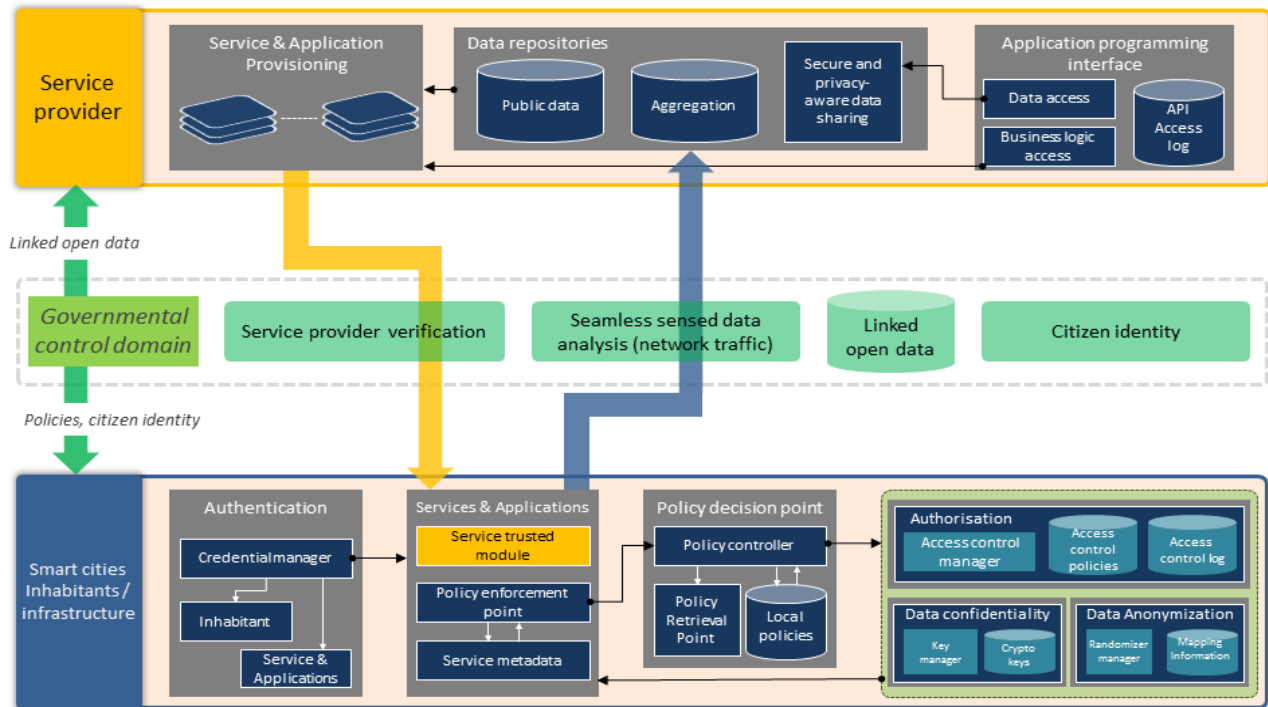 Service
provider
Service & Application
Provisioning
Data repositories
Public data
Aggregation
Secure and
privacy-
aware data
sharing
Application programming
interface
Data access
Business logic
access
API
Access
log
Linked open data
Governmental
control domain
Service provider verification
Seamless sensed data
analysis (network traffic)
Linked
open data
Citizen identity
Policies, citizen identity
Smart cities
Inhabitants /
infrastructure
Authentication
Credential manager
Inhabitant
Service &
Applications
Services & Applications
Service trusted
module
Policy enforcement
point
Service metadata
Policy decision point
Policy controller
Policy
Retrieval
Point
Local
policies
Authorisation
Access control
manager
Access
control
policies
Access
control log
Data confidentiality
Key
manager
Crypto
keys
Data Anonymization
Randomizer
manager
Mapping
Information